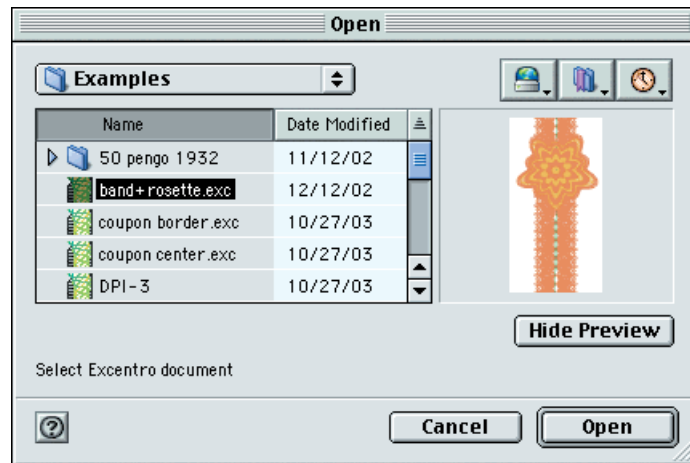 Open
Examples
Name Date Modified
50 pengo 1932 11/12/02
band+rosette.exc 12/12/02
coupon border.exc 10/27/03
coupon center.exc 10/27/03
DPI-3 10/27/03
Hide Preview
Select Excentro document
? Cancel Open